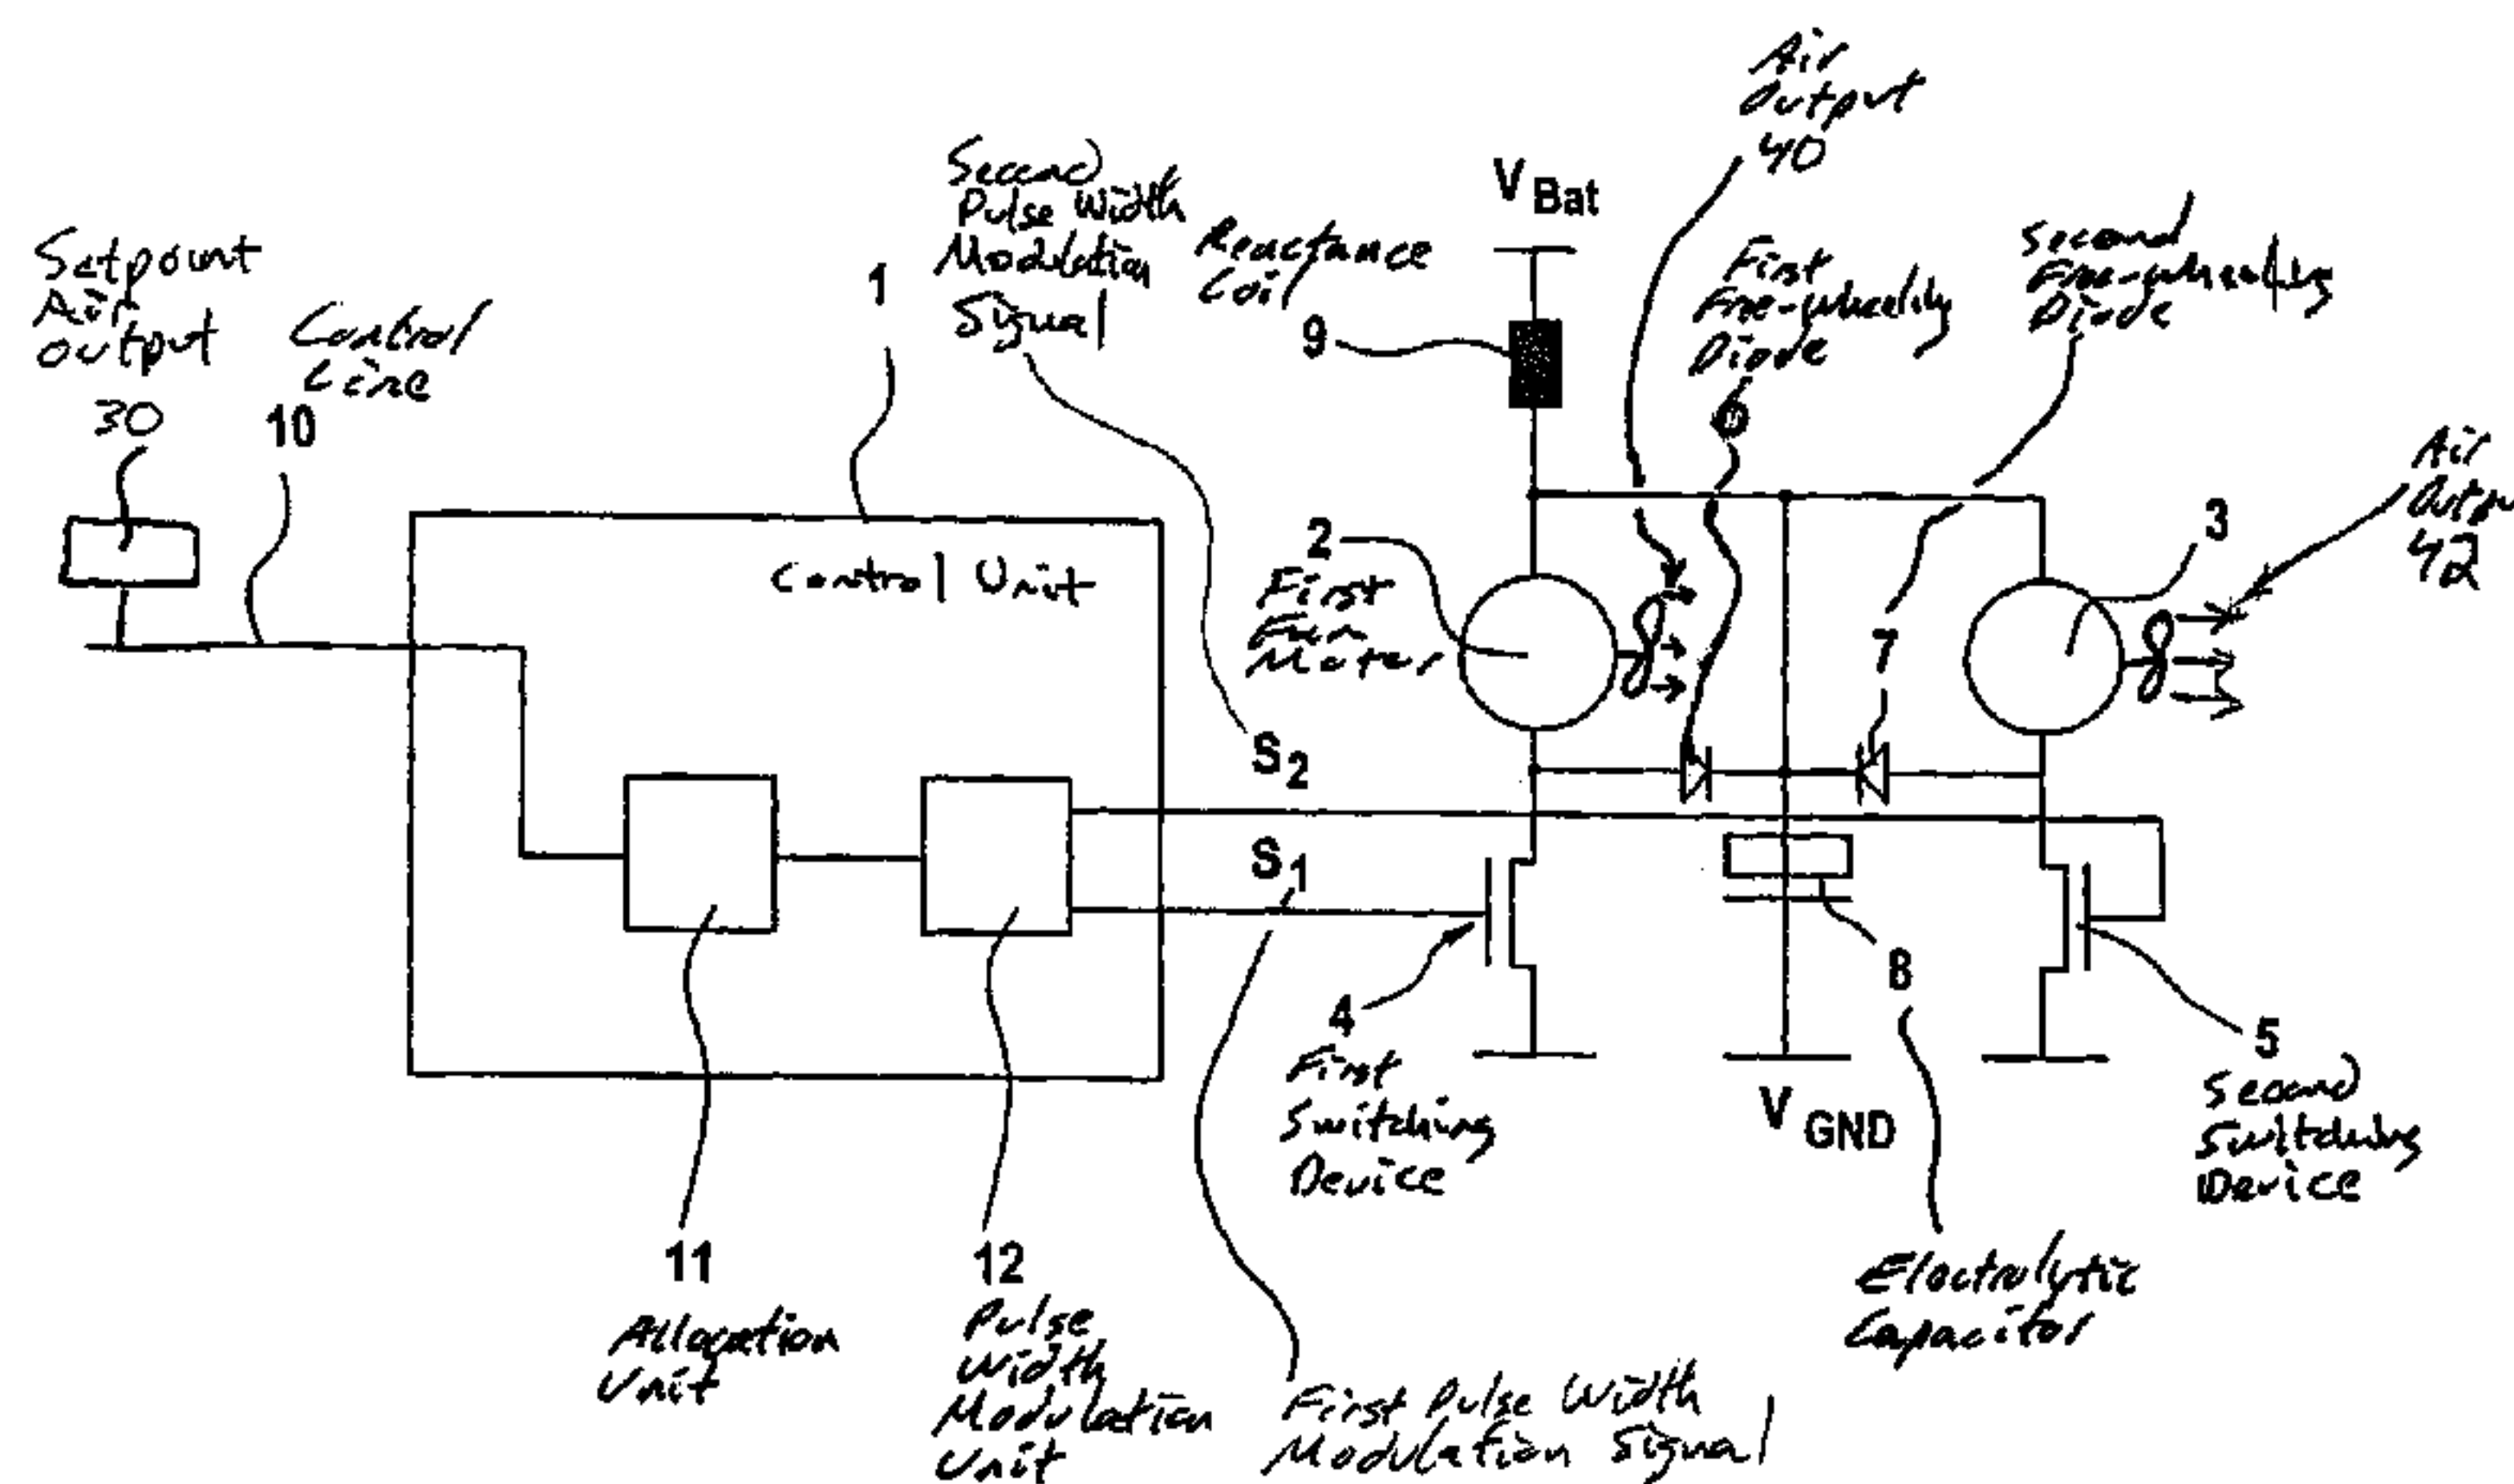 Air
Output
40
Second
Pulse Width
Modulation
Signal
Reactance
Coil
9
V Bat
First
Free-wheeling
Diode
6
Second
Free-wheeling
Diode
7
Setpoint
Air
Output
30
Control
Line
10
1
Control Unit
2
First
Fan
Motor
3
Air
42
S2
S1
4
First
Switching
Device
8
V GND
5
Second
Switching
Device
11
Allocation
Unit
12
Pulse
Width
Modulation
Unit
First Pulse Width
Modulation Signal
Electrolytic
Capacitor